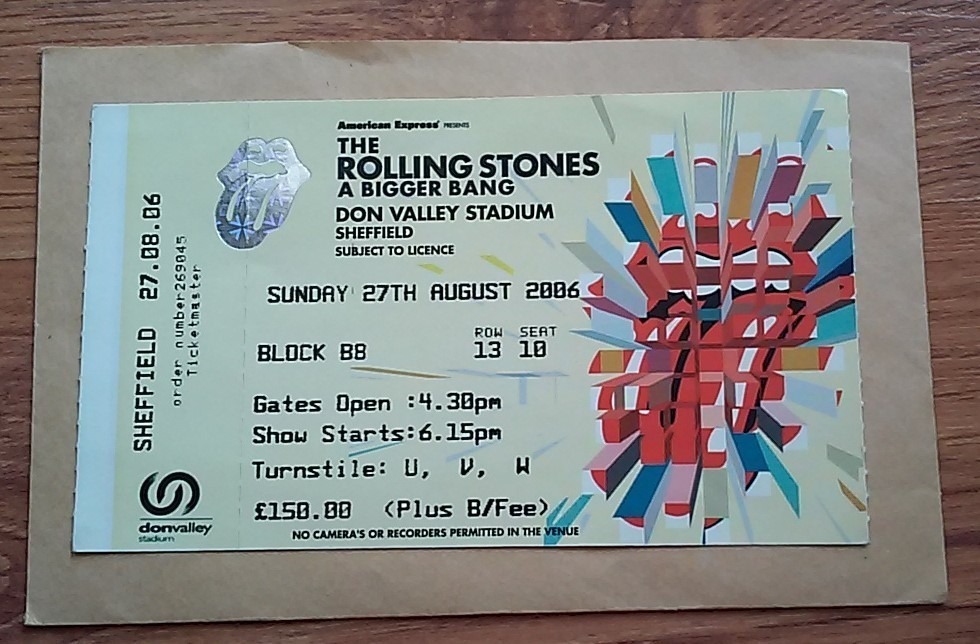 American Express® PRESENTS
THE
ROLLING STONES
A BIGGER BANG
DON VALLEY STADIUM
SHEFFIELD
SUBJECT TO LICENCE
SUNDAY 27TH AUGUST 2006
ROW SEAT
BLOCK B8 13 10
Gates Open :4.30pm
Show Starts:6.15pm
Turnstile: U, V, W
£150.00 (Plus B/Fee)
NO CAMERA'S OR RECORDERS PERMITTED IN THE VENUE
SHEFFIELD 27.08.06
order number269045
Ticketmaster
donvalley
stadium